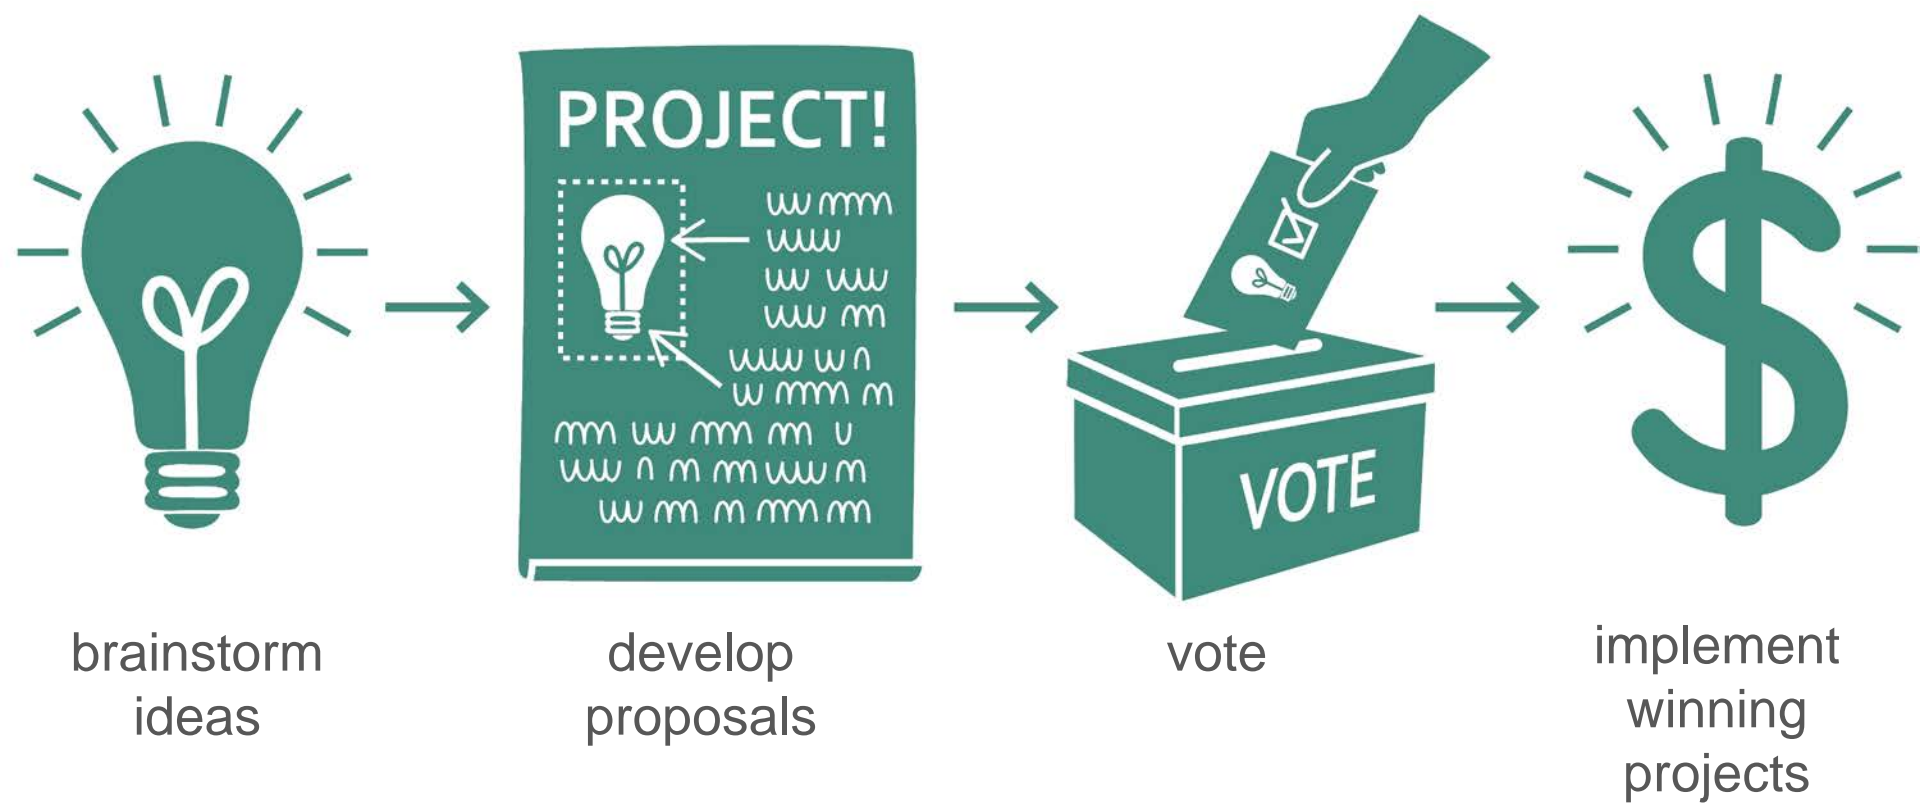 PROJECT!
VOTE
brainstorm
ideas
develop
proposals
vote
implement
winning
projects